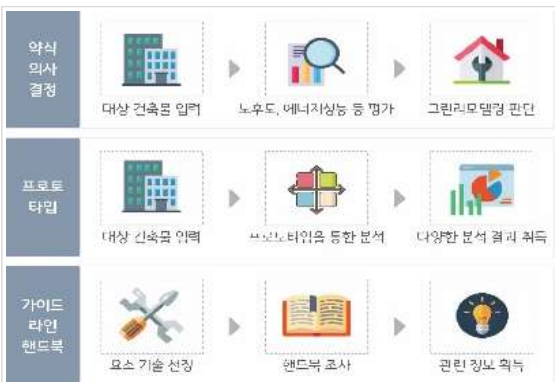 약식
의사
결정
대상 건축물 입력
노후도, 에너지성능 등 평가
그린리모델링 판단
프로토
타입
대상 건축물 입력
프로토타입을 통한 분석
다양한 분석 결과 취득
가이드
라인
핸드북
요소 기술 선정
핸드북 조사
관련 정보 획득